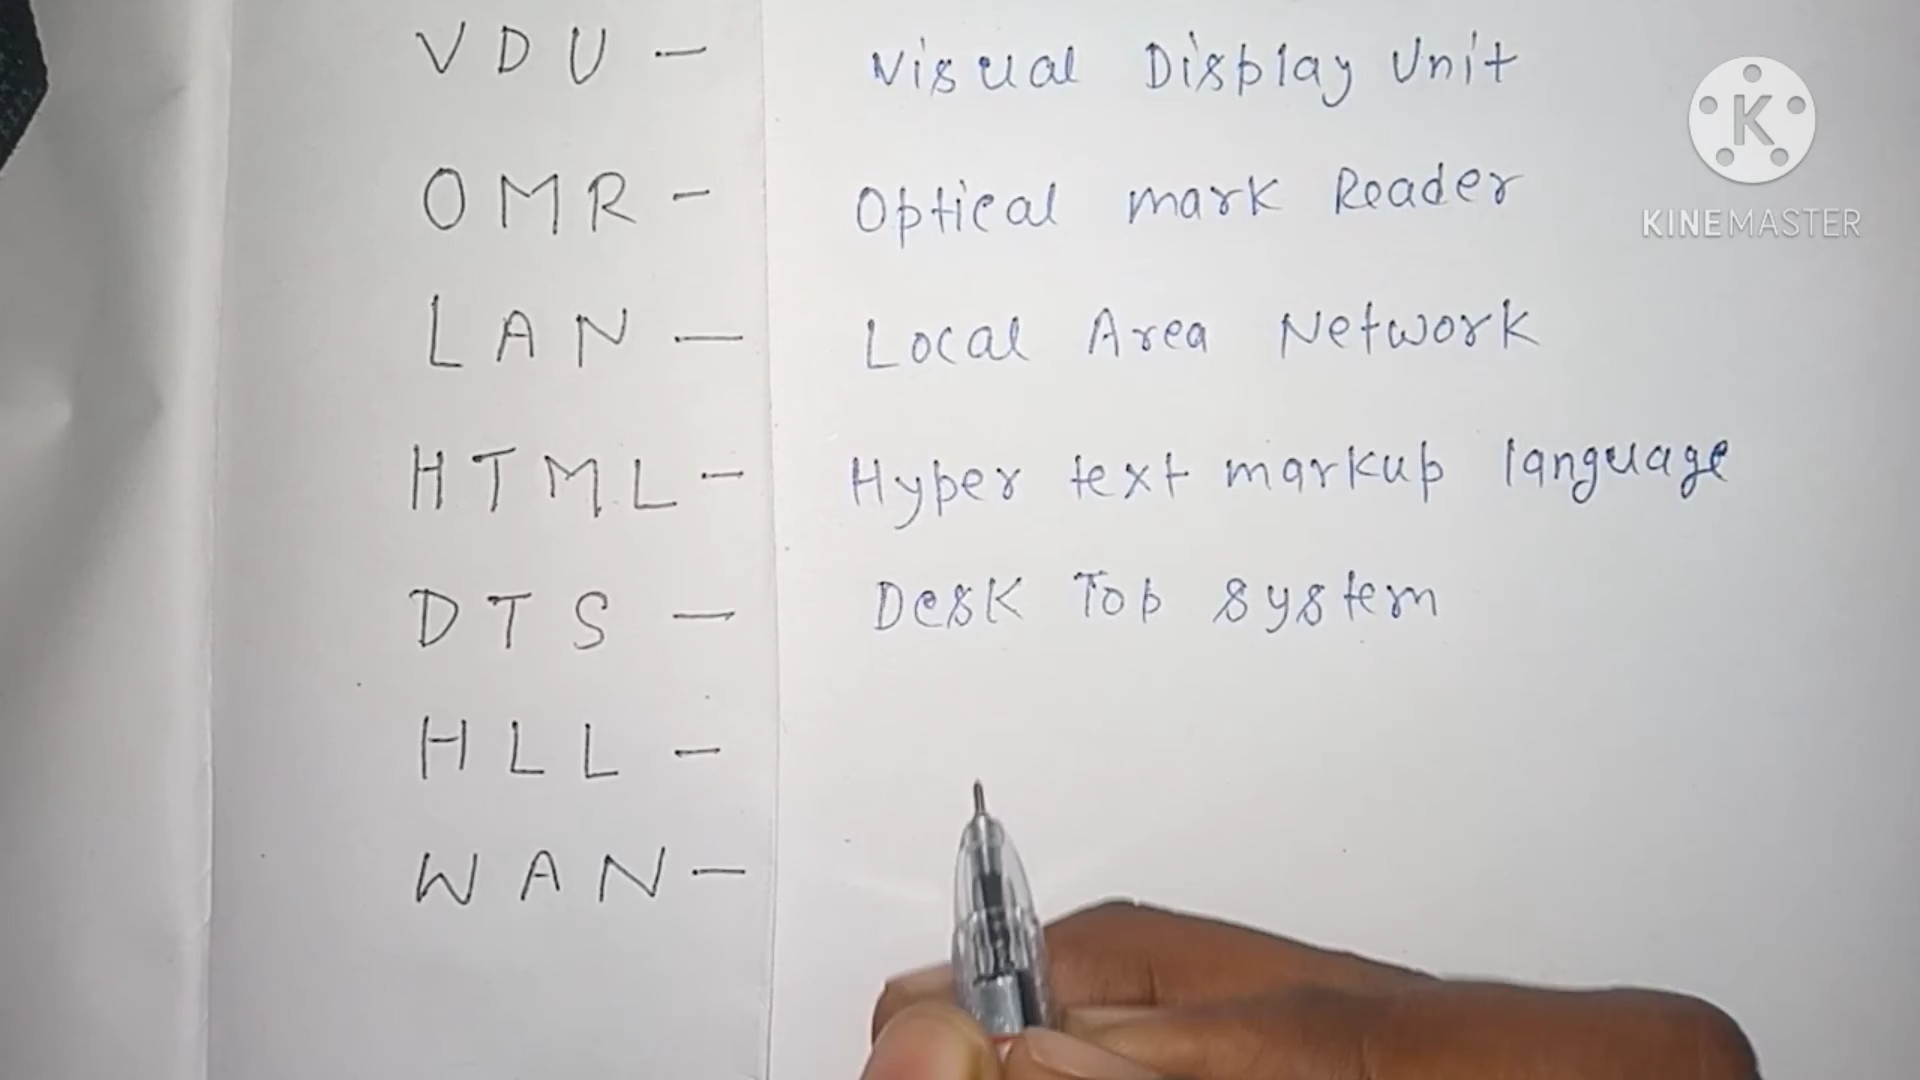 VDU - Visual Display Unit
OMR - Optical mark Reader
LAN - Local Area Network
HTML - Hyper text markup language
DTS - Desk Top system
HLL -
WAN -
K
KINEMASTER